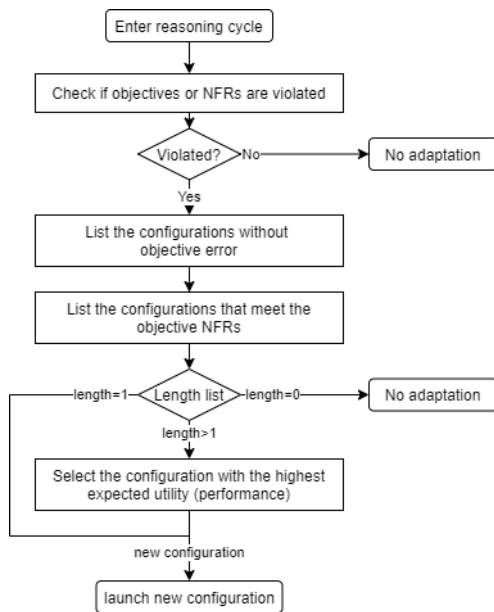 Enter reasoning cycle
Check if objectives or NFRs are violated
Violated?
No
No adaptation
Yes
List the configurations without
objective error
List the configurations that meet the
objective NFRs
length=1
Length list
length=0
No adaptation
length>1
Select the configuration with the highest
expected utility (performance)
new configuration
launch new configuration